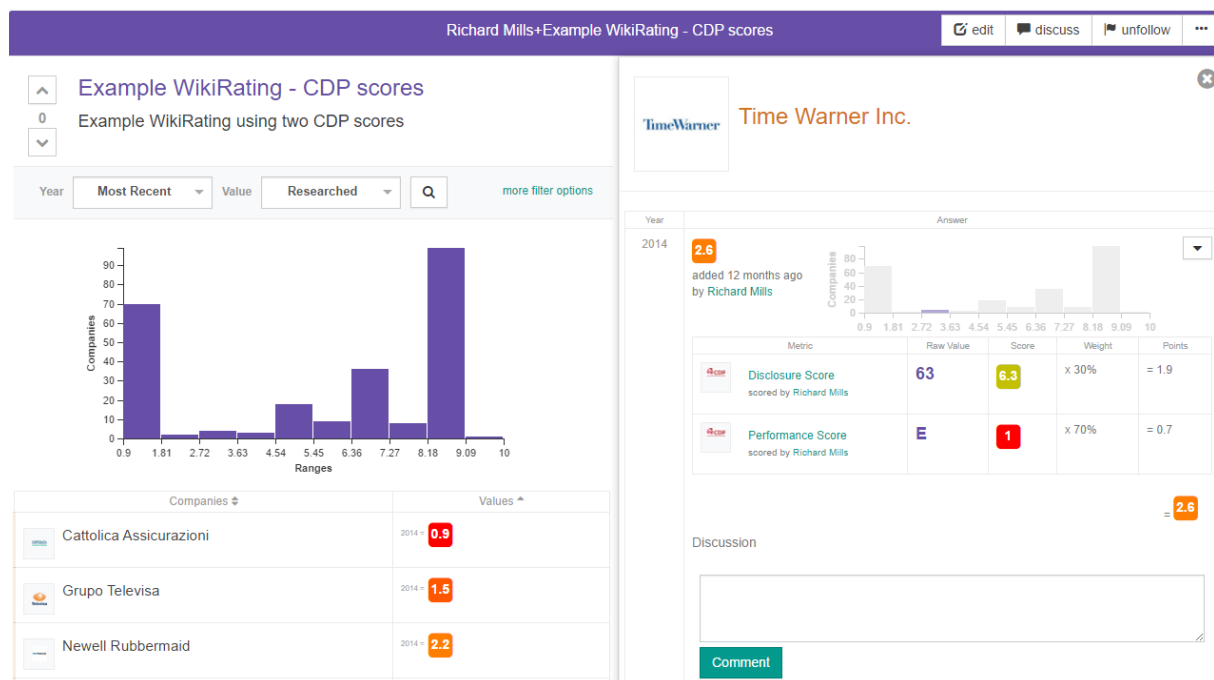 Richard Mills+Example WikiRating - CDP scores
edit
discuss
unfollow
0
Example WikiRating - CDP scores
Example WikiRating using two CDP scores
Year
Most Recent
Value
Researched
more filter options
90
80
70
60
50
40
30
20
10
0
Companies
0.9 1.81 2.72 3.63 4.54 5.45 6.36 7.27 8.18 9.09 10
Ranges
Companies
Values
Cattolica Assicurazioni
2014 = 0.9
Grupo Televisa
2014 = 1.5
Newell Rubbermaid
2014 = 2.2
TimeWarner
Time Warner Inc.
Year
Answer
2014
2.6
added 12 months ago
by Richard Mills
80
60
40
20
0
Companies
0.9 1.81 2.72 3.63 4.54 5.45 6.36 7.27 8.18 9.09 10
Metric Raw Value Score Weight Points
CDP
Disclosure Score
scored by Richard Mills
63
6.3
x 30%
= 1.9
CDP
Performance Score
scored by Richard Mills
E
1
x 70%
= 0.7
= 2.6
Discussion
Comment